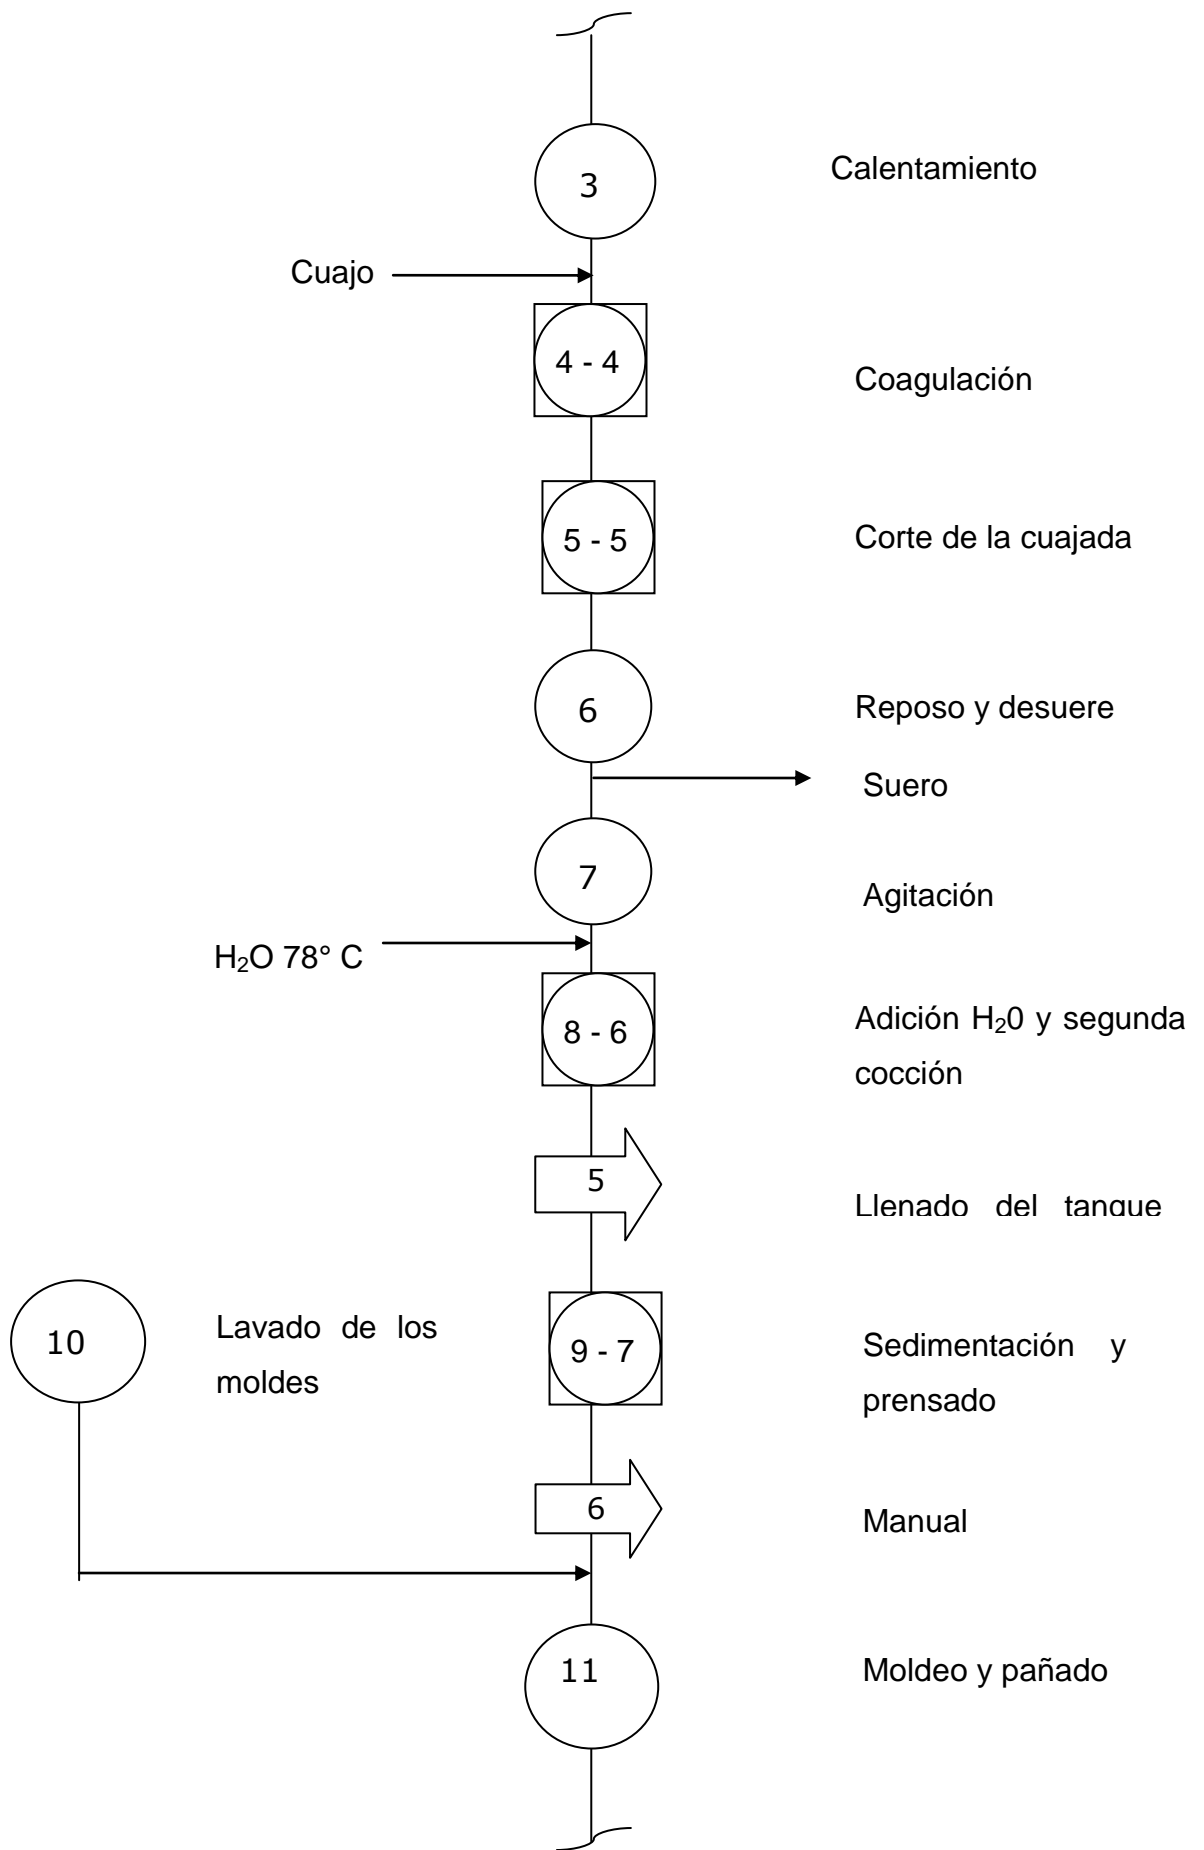 3
Calentamiento
Cuajo
4 - 4
Coagulación
5 - 5
Corte de la cuajada
6
Reposo y desuere
Suero
7
Agitación
H₂O 78° C
8 - 6
Adición H₂0 y segunda
cocción
5
Llenado del tanque
10
Lavado de los
moldes
9 - 7
Sedimentación y
prensado
6
Manual
11
Moldeo y pañado